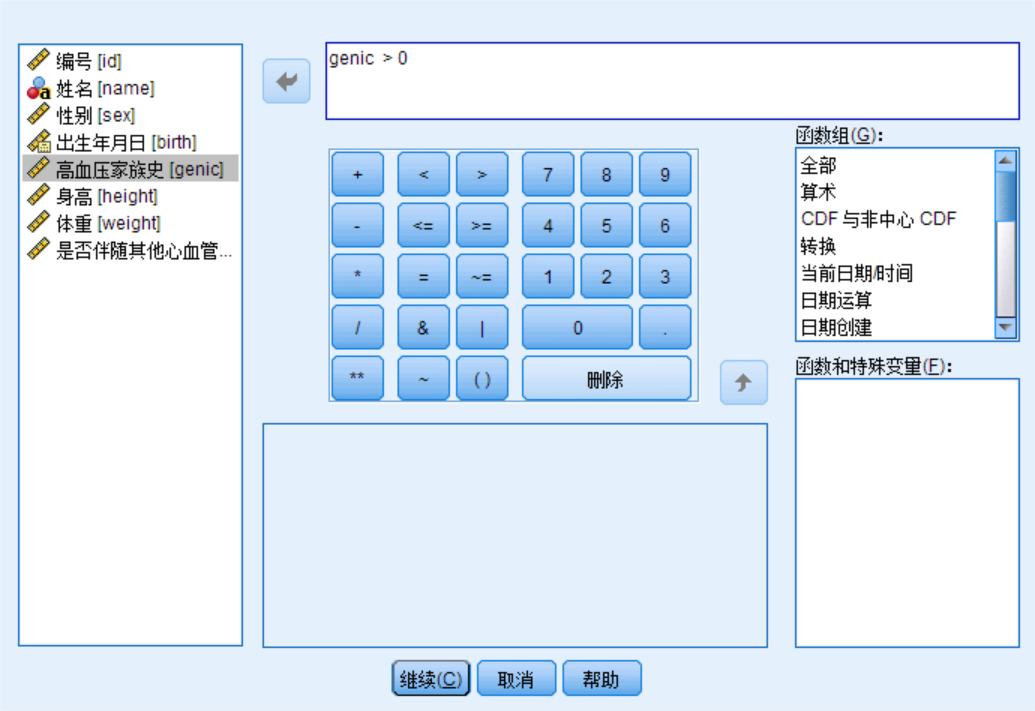 编号 [id]
姓名 [name]
性别 [sex]
出生年月日 [birth]
高血压家族史 [genic]
身高 [height]
体重 [weight]
是否伴随其他心血管...
genic > 0
+ < > 7 8 9
- <= >= 4 5 6
* = ~= 1 2 3
/ & | 0 .
** ~ ( ) 删除
函数组(G):
全部
算术
CDF 与非中心 CDF
转换
当前日期/时间
日期运算
日期创建
函数和特殊变量(F):
继续(C) 取消 帮助